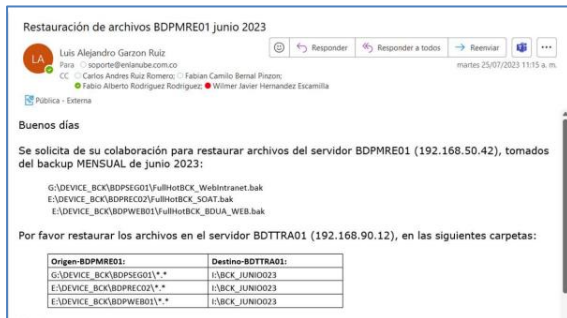 Restauración de archivos BDPMRE01 junio 2023
LA
Luis Alejandro Garzon Ruiz
Para soporte@enlanube.com.co
CC Carlos Andres Ruiz Romero; Fabian Camilo Bernal Pinzon;
Fabio Alberto Rodriguez Rodriguez; Wilmer Javier Hernandez Escamilla
Responder
Responder a todos
Reenviar
martes 25/07/2023 11:15 a. m.
Pública - Externa
Buenos días
Se solicita de su colaboración para restaurar archivos del servidor BDPMRE01 (192.168.50.42), tomados
del backup MENSUAL de junio 2023:
G:\DEVICE_BCK\BDPSEG01\FullHotBCK_WebIntranet.bak
E:\DEVICE_BCK\BDPREC02\FullHotBCK_SOAT.bak
E:\DEVICE_BCK\BDPWEB01\FullHotBCK_BDUA_WEB.bak
Por favor restaurar los archivos en el servidor BDTTRA01 (192.168.90.12), en las siguientes carpetas:
Origen-BDPMRE01: Destino-BDTTRA01:
G:\DEVICE_BCK\BDPSEG01\*.* I:\BCK_JUNIO023
E:\DEVICE_BCK\BDPREC02\*.* I:\BCK_JUNIO023
E:\DEVICE_BCK\BDPWEB01\*.* I:\BCK_JUNIO023